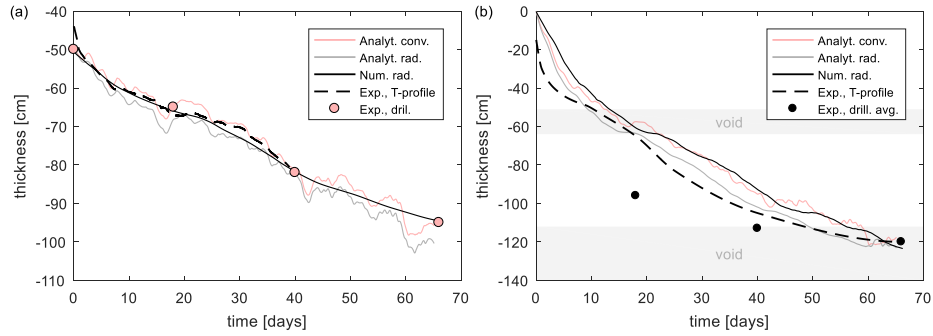 (a)
-40
-50
-60
-70
-80
-90
-100
-110
0
10
20
30
40
50
60
70
thickness [cm]
time [days]
Analyt. conv.
Analyt. rad.
Num. rad.
Exp., T-profile
Exp., dril.
(b)
0
-20
-40
-60
-80
-100
-120
-140
0
10
20
30
40
50
60
70
thickness [cm]
time [days]
Analyt. conv.
Analyt. rad.
Num. rad.
Exp., T-profile
Exp., drill. avg.
void
void